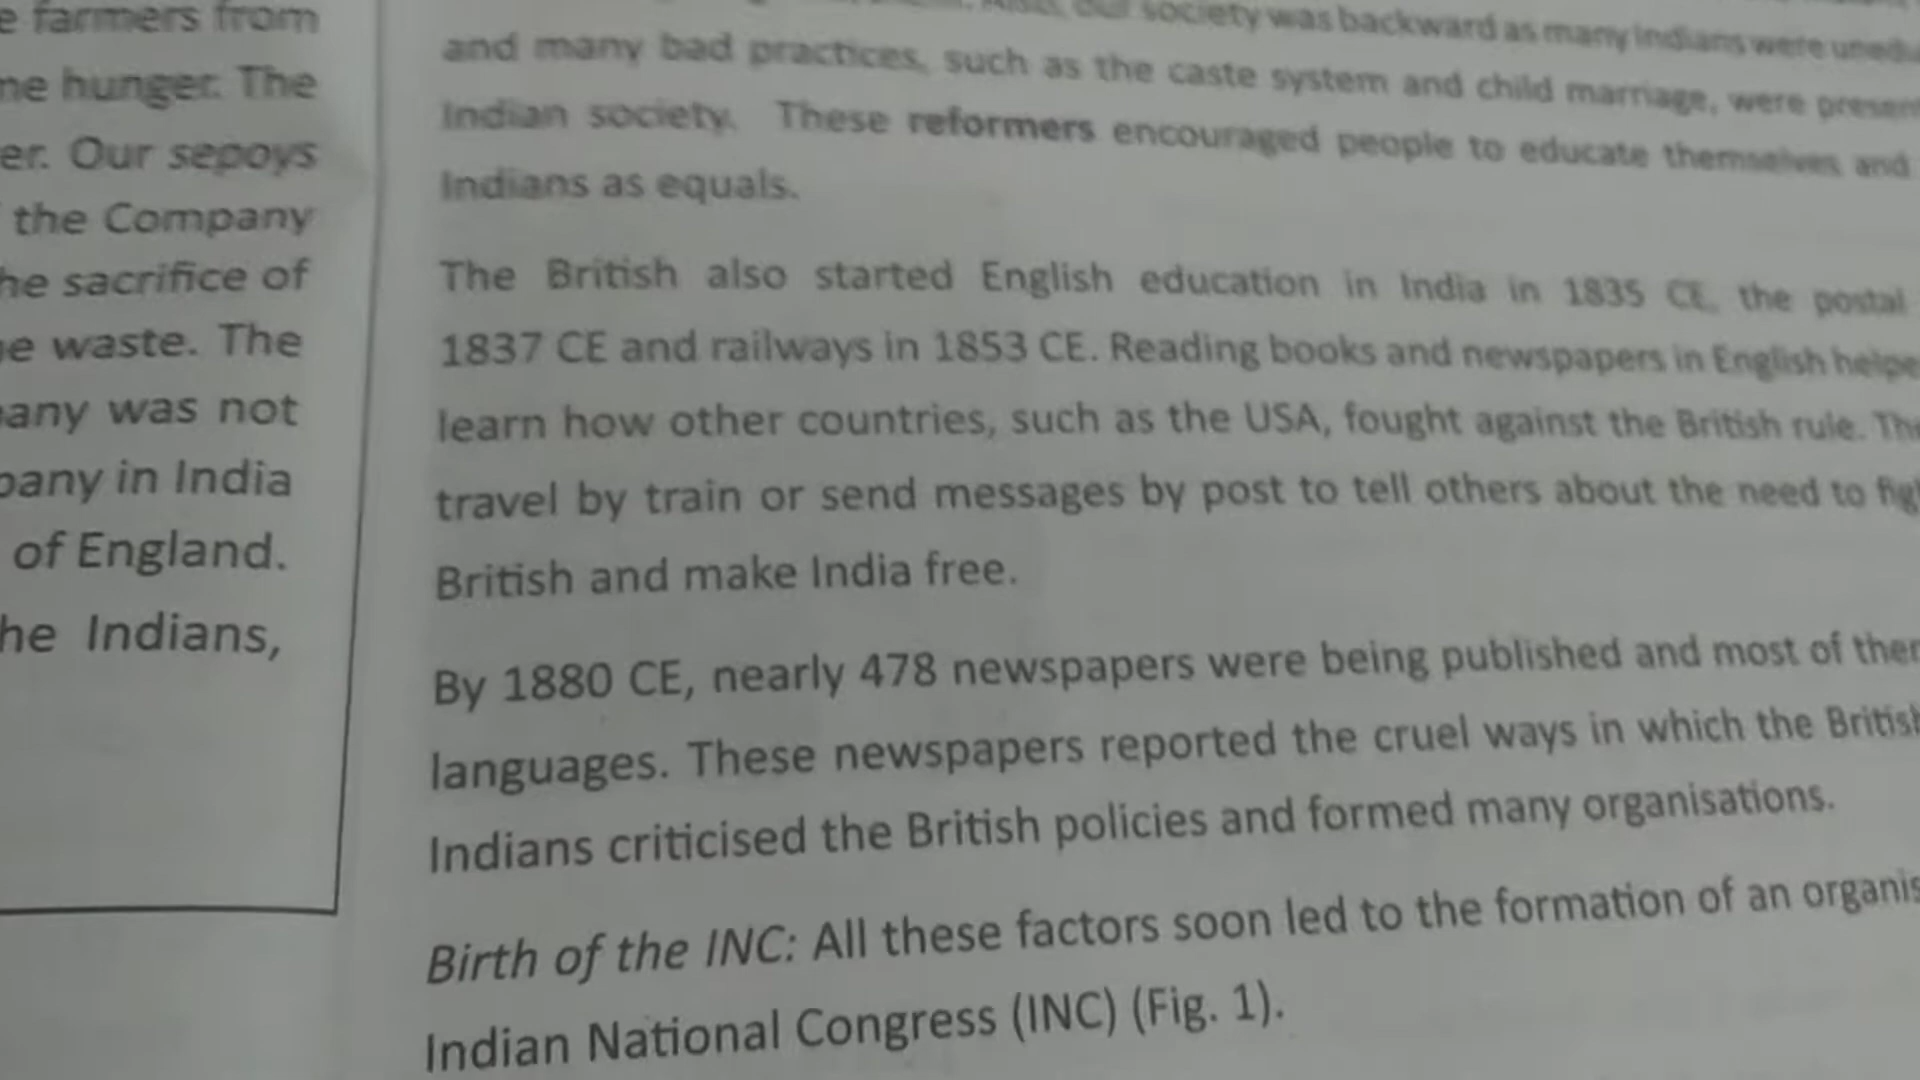 e farmers from
ne hunger. The
er. Our sepoys
the Company
he sacrifice of
e waste. The
any was not
pany in India
of England.
he Indians,
society was backward as many Indians were unedu
and many bad practices, such as the caste system and child marriage, were presen
Indian society. These reformers encouraged people to educate themselves and
Indians as equals.
The British also started English education in India in 1835 CE, the postal
1837 CE and railways in 1853 CE. Reading books and newspapers in English helpe
learn how other countries, such as the USA, fought against the British rule. The
travel by train or send messages by post to tell others about the need to figh
British and make India free.
By 1880 CE, nearly 478 newspapers were being published and most of them
languages. These newspapers reported the cruel ways in which the British
Indians criticised the British policies and formed many organisations.
Birth of the INC: All these factors soon led to the formation of an organis
Indian National Congress (INC) (Fig. 1).